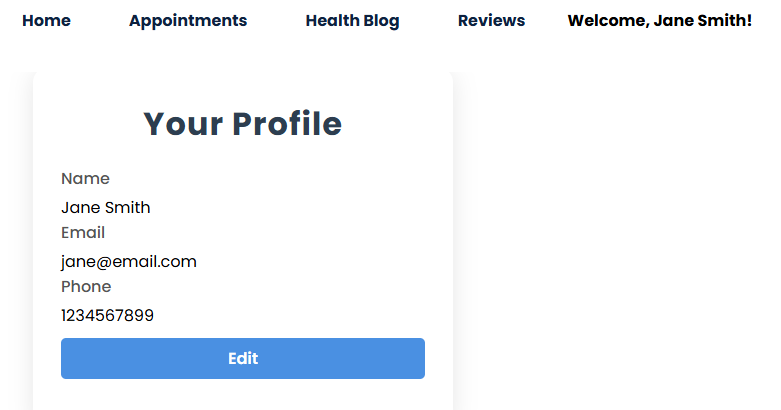 Home Appointments Health Blog Reviews Welcome, Jane Smith!
Your Profile
Name
Jane Smith
Email
jane@email.com
Phone
1234567899
Edit